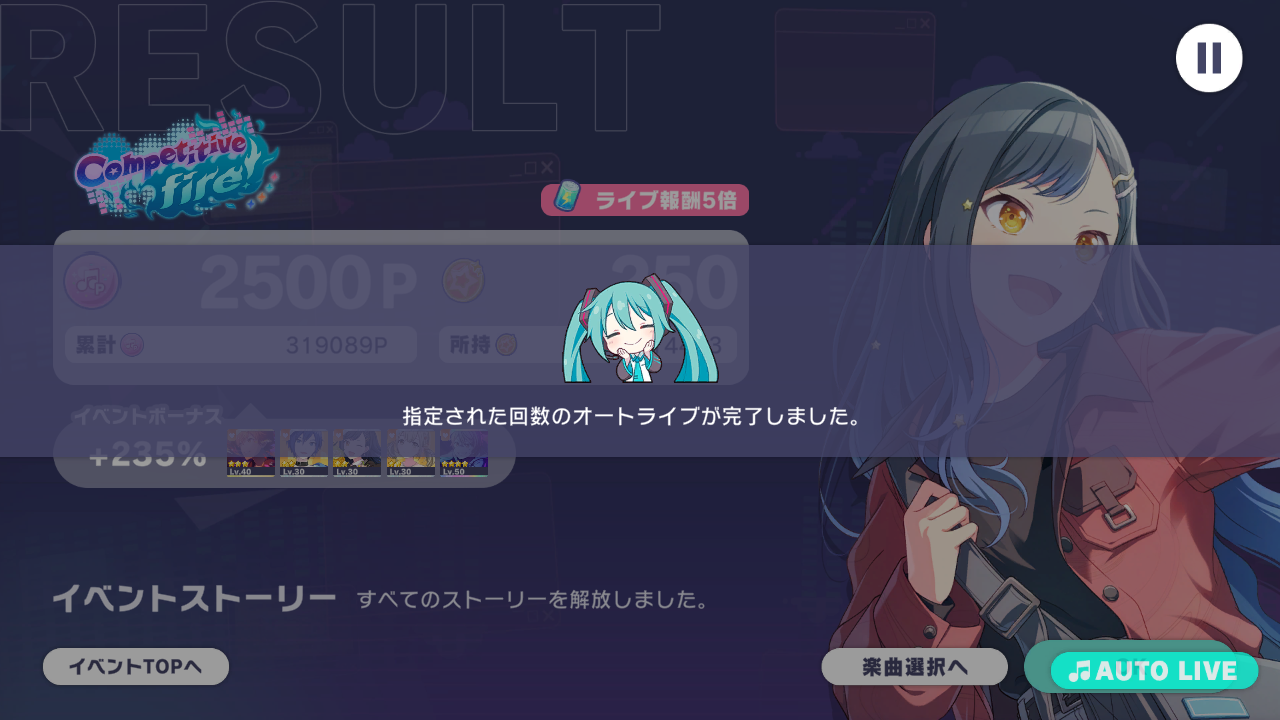 RESULT
Competitive
fire!
ライブ報酬5倍
2500P
250
累計
319089P
所持
イベントボーナス
+235%
Lv.40
Lv.30
Lv.30
Lv.30
Lv.50
指定された回数のオートライブが完了しました。
イベントストーリー
すべてのストーリーを解放しました。
イベントTOPへ
楽曲選択へ
AUTO LIVE